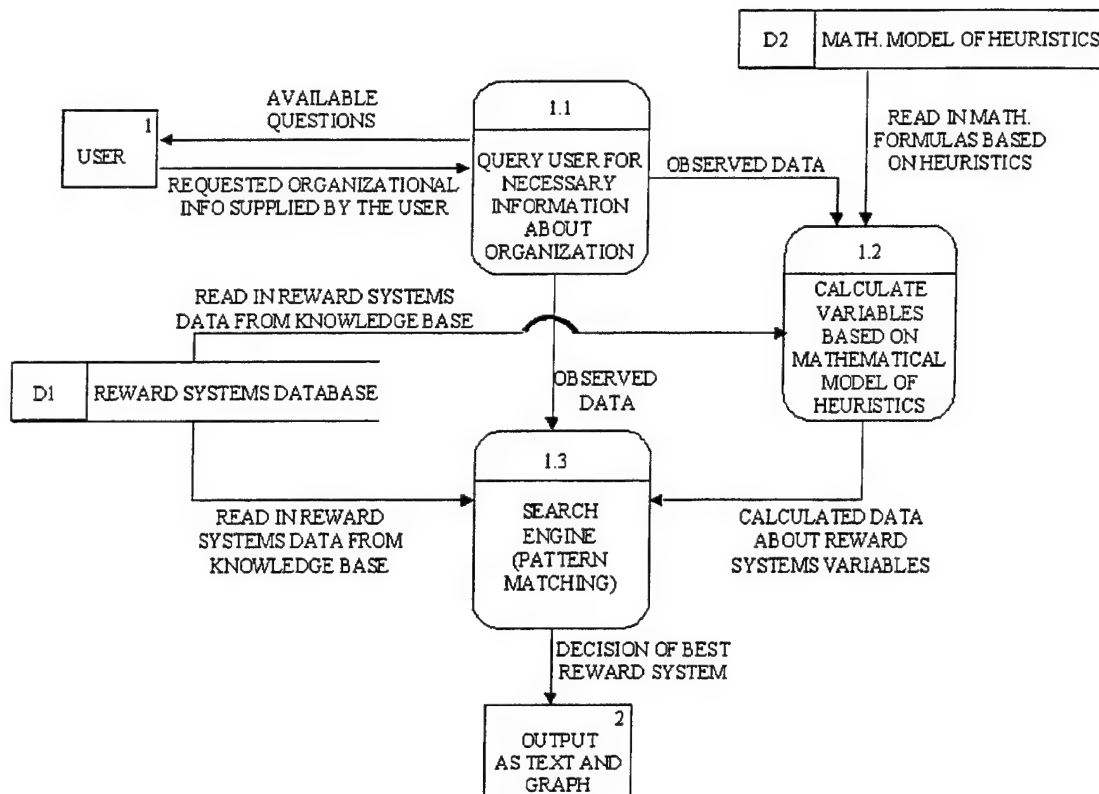 D2
MATH. MODEL OF HEURISTICS
AVAILABLE
QUESTIONS
1
USER
REQUESTED ORGANIZATIONAL
INFO SUPPLIED BY THE USER
1.1
QUERY USER FOR
NECESSARY
INFORMATION
ABOUT
ORGANIZATION
OBSERVED DATA
READ IN MATH.
FORMULAS BASED
ON HEURISTICS
1.2
CALCULATE
VARIABLES
BASED ON
MATHEMATICAL
MODEL OF
HEURISTICS
READ IN REWARD SYSTEMS
DATA FROM KNOWLEDGE BASE
D1
REWARD SYSTEMS DATABASE
OBSERVED
DATA
1.3
SEARCH
ENGINE
(PATTERN
MATCHING)
READ IN REWARD
SYSTEMS DATA FROM
KNOWLEDGE BASE
CALCULATED DATA
ABOUT REWARD
SYSTEMS VARIABLES
DECISION OF BEST
REWARD SYSTEM
2
OUTPUT
AS TEXT AND
GRAPH